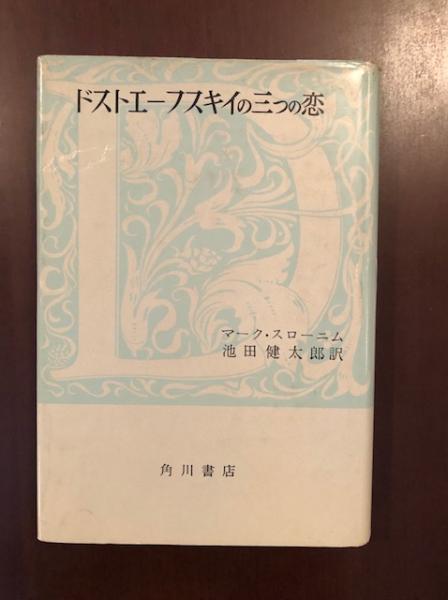 ドストエーフスキイの三つの恋
マーク・スローニム
池田健太郎訳
角川書店